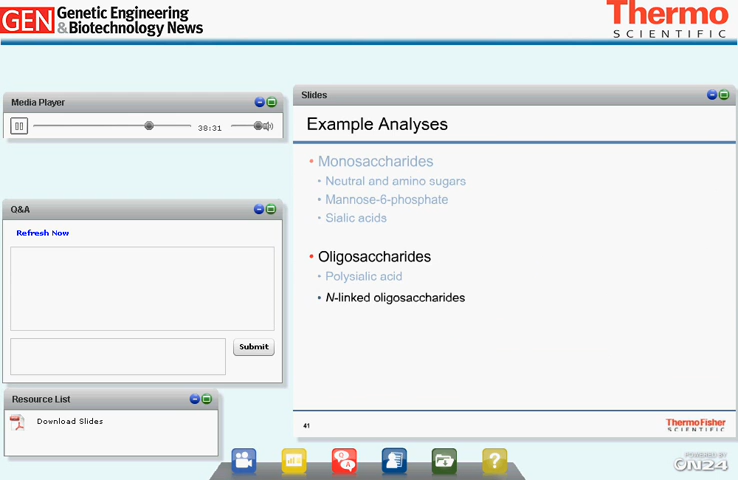 GEN Genetic Engineering
& Biotechnology News
Thermo
SCIENTIFIC
Media Player
38:31
Q&A
Refresh Now
Submit
Resource List
Download Slides
Slides
Example Analyses
• Monosaccharides
• Neutral and amino sugars
• Mannose-6-phosphate
• Sialic acids
• Oligosaccharides
• Polysialic acid
• N-linked oligosaccharides
41
ThermoFisher
SCIENTIFIC
Q
A
?
POWERED BY
ON24